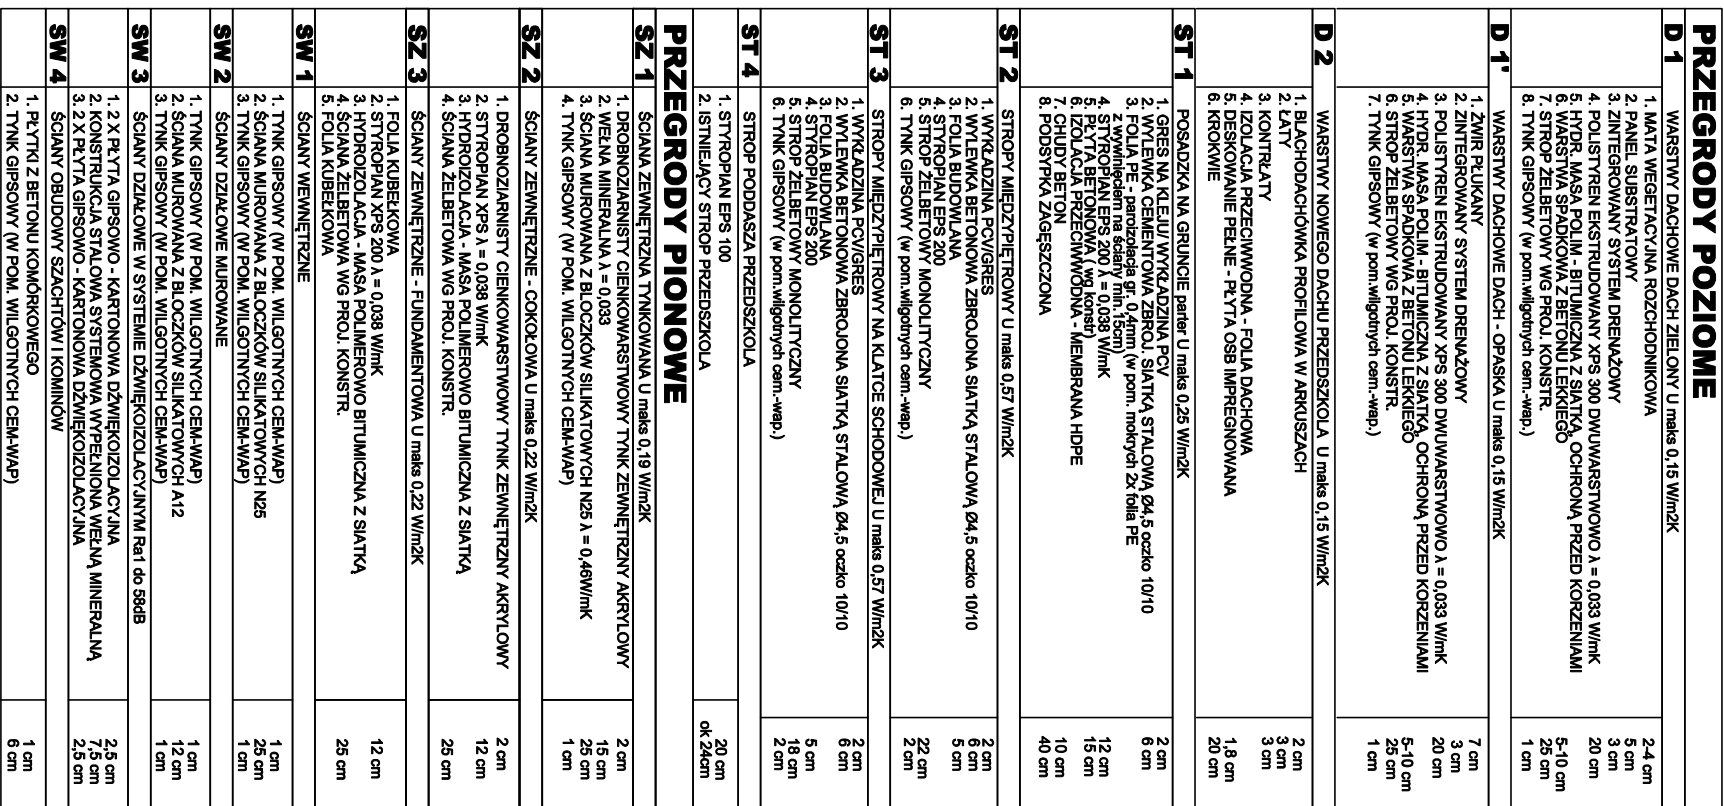 PRZEGRODY POZIOME
D 1 WARSTWY DACHOWE DACH ZIELONY U maks 0,15 W/m2K
1. MATA WEGETACYJNA ROZCHODNIKOWA 2-4 cm
2. PANEL SUBSTRATOWY 5 cm
3. ZINTEGROWANY SYSTEM DRENAŻOWY 3 cm
4. POLISTYREN EKSTRUDOWANY XPS 300 DWUWARSTWOWO λ = 0,033 W/mK 20 cm
5. HYDR. MASA POLIM - BITUMICZNA Z SIATKĄ, OCHRONĄ PRZED KORZENIAMI
6. WARSTWA SPADKOWA Z BETONU LEKKIEGO 5-10 cm
7. STROP ŻELBETOWY WG PROJ. KONSTR. 25 cm
8. TYNK GIPSOWY (w pom.wilgotnych cem.-wap.) 1 cm
D 1' WARSTWY DACHOWE DACH - OPASKA U maks 0,15 W/m2K
1. ŻWIR PŁUKANY 7 cm
2. ZINTEGROWANY SYSTEM DRENAŻOWY 3 cm
3. POLISTYREN EKSTRUDOWANY XPS 300 DWUWARSTWOWO λ = 0,033 W/mK 20 cm
4. HYDR. MASA POLIM - BITUMICZNA Z SIATKĄ, OCHRONĄ PRZED KORZENIAMI
5. WARSTWA SPADKOWA Z BETONU LEKKIEGO 5-10 cm
6. STROP ŻELBETOWY WG PROJ. KONSTR. 25 cm
7. TYNK GIPSOWY (w pom.wilgotnych cem.-wap.) 1 cm
D 2 WARSTWY NOWEGO DACHU PRZEDSZKOLA U maks 0,15 W/m2K
1. BLACHODACHÓWKA PROFILOWA W ARKUSZACH 2 cm
2. ŁATY 3 cm
3. KONTRŁATY 3 cm
4. IZOLACJA PRZECIWWODNA - FOLIA DACHOWA
5. DESKOWANIE PEŁNE - PŁYTA OSB IMPREGNOWANA 1,8 cm
6. KROKWIE 20 cm
ST 1 POSADZKA NA GRUNCIE parter U maks 0,25 W/m2K
1. GRES NA KLEJU/ WYKŁADZINA PCV 2 cm
2. WYLEWKA CEMENTOWA ZBROJ. SIATKĄ STALOWĄ Ø4,5 oczko 10/10 6 cm
3. FOLIA PE - paroizolacja gr. 0,4mm (w pom. mokrych 2x folia PE
z wywinięciem na ściany min.15cm))
4. STYROPIAN EPS 200 λ = 0,038 W/mK 12 cm
5. PŁYTA BETONOWA ( wg konstr) 15 cm
6. IZOLACJA PRZECIWWODNA - MEMBRANA HDPE
7. CHUDY BETON 10 cm
8. PODSYPKA ZAGĘSZCZONA 40 cm
ST 2 STROPY MIĘDZYPIĘTROWY U maks 0,57 W/m2K
1. WYKŁADZINA PCV/GRES 2 cm
2. WYLEWKA BETONOWA ZBROJONA SIATKĄ STALOWĄ Ø4,5 oczko 10/10 6 cm
3. FOLIA BUDOWLANA
4. STYROPIAN EPS 200 5 cm
5. STROP ŻELBETOWY MONOLITYCZNY 22 cm
6. TYNK GIPSOWY (w pom.wilgotnych cem.-wap.) 2 cm
ST 3 STROPY MIĘDZYPIĘTROWY NA KLATCE SCHODOWEJ U maks 0,57 W/m2K
1. WYKŁADZINA PCV/GRES 2 cm
2. WYLEWKA BETONOWA ZBROJONA SIATKĄ STALOWĄ Ø4,5 oczko 10/10 6 cm
3. FOLIA BUDOWLANA
4. STYROPIAN EPS 200 5 cm
5. STROP ŻELBETOWY MONOLITYCZNY 18 cm
6. TYNK GIPSOWY (w pom.wilgotnych cem.-wap.) 2 cm
ST 4 STROP PODDASZA PRZEDSZKOLA
1. STYROPIAN EPS 100 20 cm
2. ISTNIEJĄCY STROP PRZEDSZKOLA ok 24cm
PRZEGRODY PIONOWE
SZ 1 ŚCIANA ZEWNĘTRZNA TYNKOWANA U maks 0,19 W/m2K
1. DROBNOZIARNISTY CIENKOWARSTWOWY TYNK ZEWNĘTRZNY AKRYLOWY 2 cm
2. WEŁNA MINERALNA λ = 0,033 15 cm
3. ŚCIANA MUROWANA Z BLOCZKÓW SILIKATOWYCH N25 λ = 0,46W/mK 25 cm
4. TYNK GIPSOWY (W POM. WILGOTNYCH CEM-WAP) 1 cm
SZ 2 ŚCIANY ZEWNĘTRZNE - COKOŁOWA U maks 0,22 W/m2K
1. DROBNOZIARNISTY CIENKOWARSTWOWY TYNK ZEWNĘTRZNY AKRYLOWY 2 cm
2. STYROPIAN XPS λ = 0,038 W/mK 12 cm
3. HYDROIZOLACJA - MASA POLIMEROWO BITUMICZNA Z SIATKĄ
4. ŚCIANA ŻELBETOWA WG PROJ. KONSTR. 25 cm
SZ 3 ŚCIANY ZEWNĘTRZNE - FUNDAMENTOWA U maks 0,22 W/m2K
1. FOLIA KUBEŁKOWA
2. STYROPIAN XPS 200 λ = 0,038 W/mK 12 cm
3. HYDROIZOLACJA - MASA POLIMEROWO BITUMICZNA Z SIATKĄ
4. ŚCIANA ŻELBETOWA WG PROJ. KONSTR. 25 cm
5. FOLIA KUBEŁKOWA
SW 1 ŚCIANY WEWNĘTRZNE
1. TYNK GIPSOWY (W POM. WILGOTNYCH CEM-WAP) 1 cm
2. ŚCIANA MUROWANA Z BLOCZKÓW SILIKATOWYCH N25 25 cm
3. TYNK GIPSOWY (W POM. WILGOTNYCH CEM-WAP) 1 cm
SW 2 ŚCIANY DZIAŁOWE MUROWANE
1. TYNK GIPSOWY (W POM. WILGOTNYCH CEM-WAP) 1 cm
2. ŚCIANA MUROWANA Z BLOCZKÓW SILIKATOWYCH A12 12 cm
3. TYNK GIPSOWY (W POM. WILGOTNYCH CEM-WAP) 1 cm
SW 3 ŚCIANY DZIAŁOWE W SYSTEMIE DŹWIĘKOIZOLACYJNYM Ra1 do 58dB
1. 2 X PŁYTA GIPSOWO - KARTONOWA DŹWIĘKOIZOLACYJNA 2,5 cm
2. KONSTRUKCJA STALOWA SYSTEMOWA WYPEŁNIONA WEŁNĄ MINERALNĄ 7,5 cm
3. 2 X PŁYTA GIPSOWO - KARTONOWA DŹWIĘKOIZOLACYJNA 2,5 cm
SW 4 ŚCIANY OBUDOWY SZACHTÓW I KOMINÓW
1. PŁYTKI Z BETONU KOMÓRKOWEGO 1 cm
2. TYNK GIPSOWY (W POM. WILGOTNYCH CEM-WAP) 6 cm